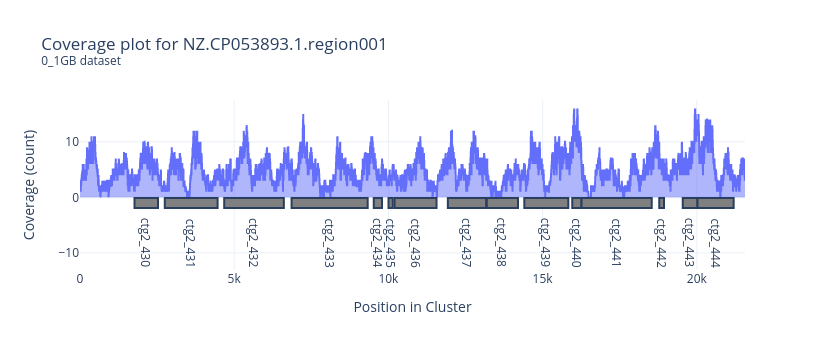 Coverage plot for NZ.CP053893.1.region001
0_1GB dataset
Coverage (count)
10
0
−10
ctg2_430
ctg2_431
ctg2_432
ctg2_433
ctg2_434
ctg2_435
ctg2_436
ctg2_437
ctg2_438
ctg2_439
ctg2_440
ctg2_441
ctg2_442
ctg2_443
ctg2_444
0
5k
10k
15k
20k
Position in Cluster